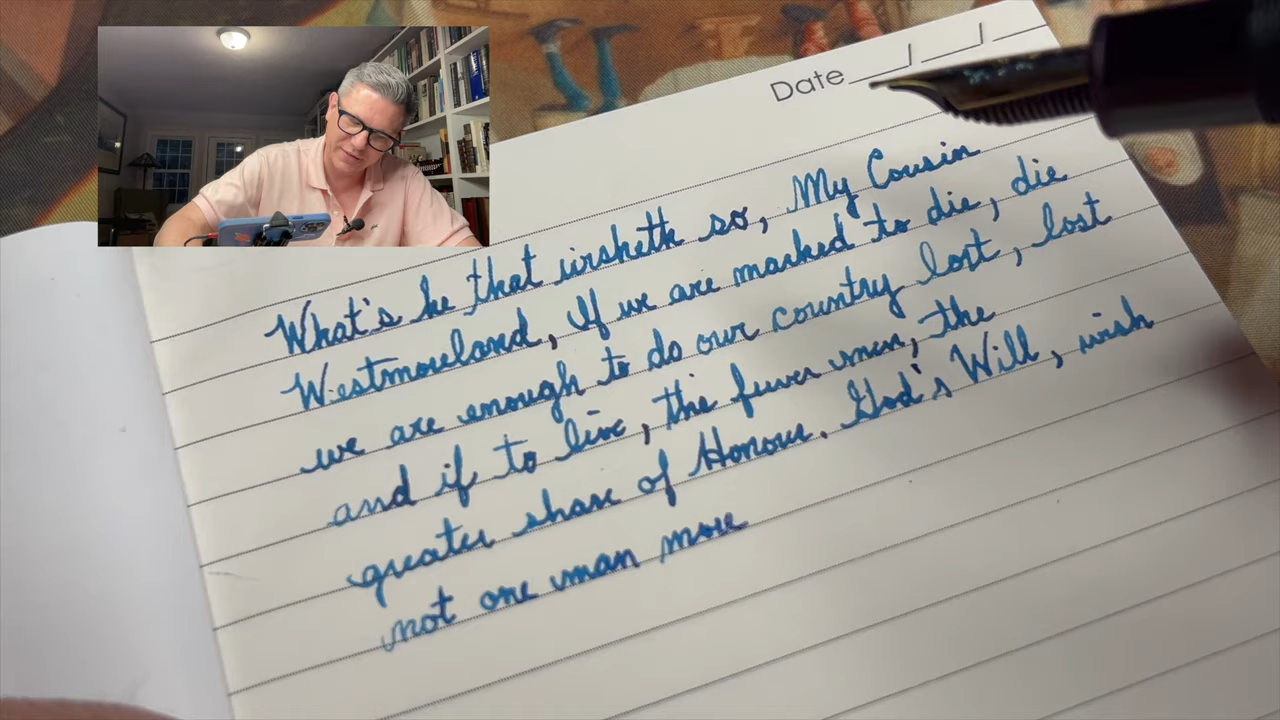 Date
What's he that wisheth so, My Cousin
Westmoreland, If we are marked to die, die
we are enough to do our country lost, lost
and if to live, the fewer men, the
greater share of Honour. God's Will, wish
not one man more